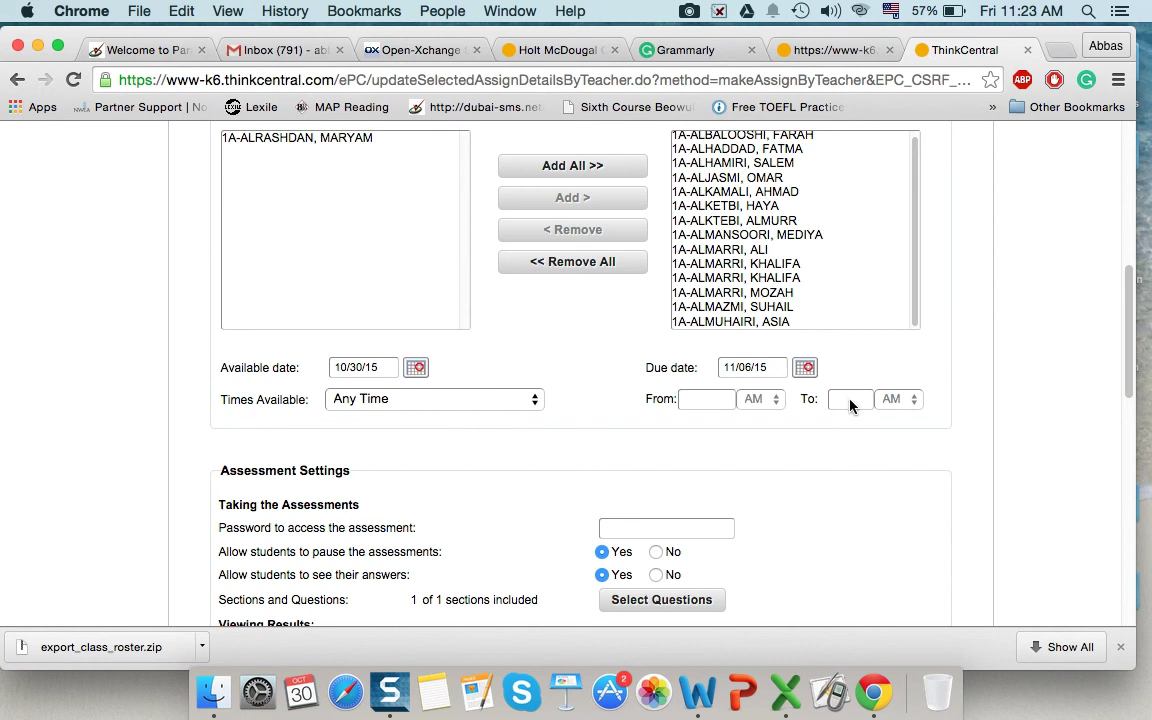 Chrome File Edit View History Bookmarks People Window Help 57% Fri 11:23 AM
Welcome to Par Inbox (791) - abl Open-Xchange Holt McDougal Grammarly https://www-k6. ThinkCentral Abbas
https://www-k6.thinkcentral.com/ePC/updateSelectedAssignDetailsByTeacher.do?method=makeAssignByTeacher&EPC_CSRF_...
Apps Partner Support | No Lexile MAP Reading http://dubai-sms.net Sixth Course Beowu Free TOEFL Practice » Other Bookmarks
1A-ALRASHDAN, MARYAM
Add All >>
Add >
< Remove
<< Remove All
1A-ALBALOOSHI, FARAH
1A-ALHADDAD, FATMA
1A-ALHAMIRI, SALEM
1A-ALJASMI, OMAR
1A-ALKAMALI, AHMAD
1A-ALKETBI, HAYA
1A-ALKTEBI, ALMURR
1A-ALMANSOORI, MEDIYA
1A-ALMARRI, ALI
1A-ALMARRI, KHALIFA
1A-ALMARRI, KHALIFA
1A-ALMARRI, MOZAH
1A-ALMAZMI, SUHAIL
1A-ALMUHAIRI, ASIA
Available date: 10/30/15 Due date: 11/06/15
Times Available: Any Time From: AM To: AM
Assessment Settings
Taking the Assessments
Password to access the assessment:
Allow students to pause the assessments: Yes No
Allow students to see their answers: Yes No
Sections and Questions: 1 of 1 sections included Select Questions
Viewing Results:
export_class_roster.zip Show All
OCT 30 2